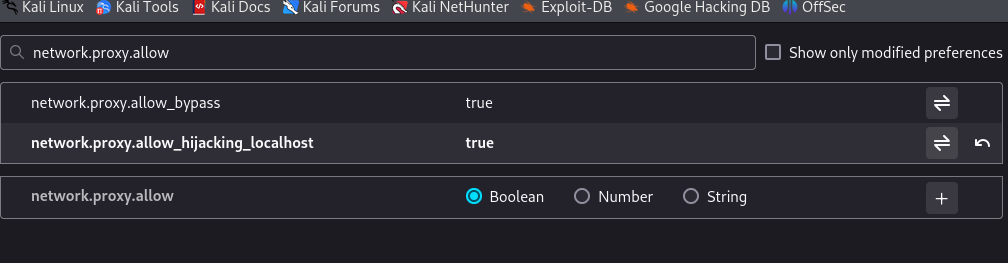 Kali Linux Kali Tools Kali Docs Kali Forums Kali NetHunter Exploit-DB Google Hacking DB OffSec
network.proxy.allow Show only modified preferences
network.proxy.allow_bypass true
network.proxy.allow_hijacking_localhost true
network.proxy.allow Boolean Number String